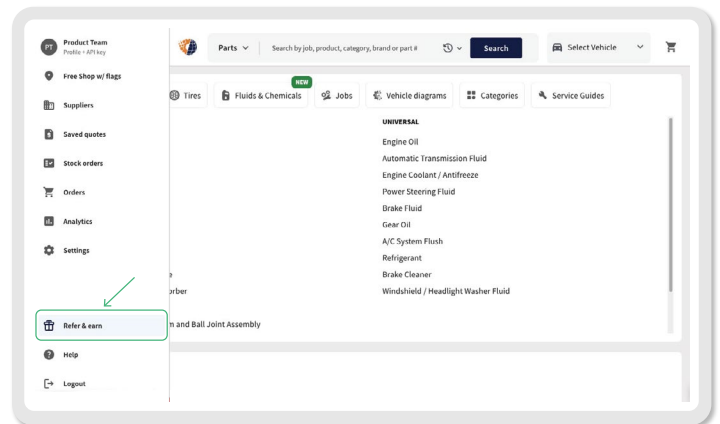 PT
Product Team
Profile • API key
Free Shop w/ flags
Suppliers
Saved quotes
Stock orders
Orders
Analytics
Settings
Refer & earn
Help
Logout
Parts
Search by job, product, category, brand or part #
Search
Select Vehicle
Tires
NEW
Fluids & Chemicals
Jobs
Vehicle diagrams
Categories
Service Guides
UNIVERSAL
Engine Oil
Automatic Transmission Fluid
Engine Coolant / Antifreeze
Power Steering Fluid
Brake Fluid
Gear Oil
A/C System Flush
Refrigerant
Brake Cleaner
Windshield / Headlight Washer Fluid
e
orber
m and Ball Joint Assembly